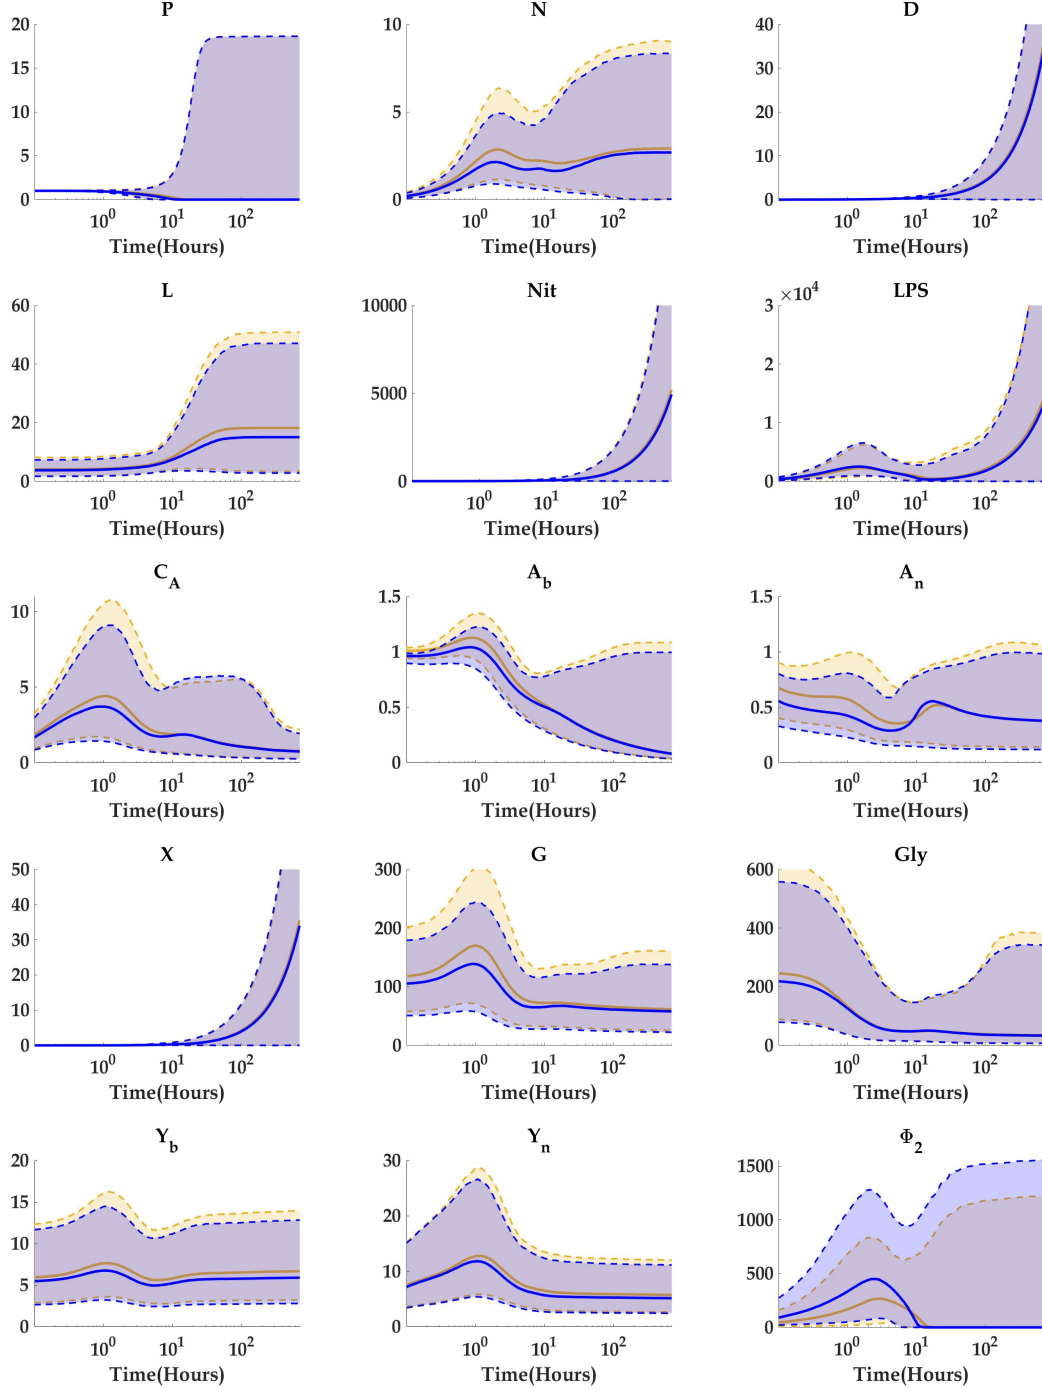 P
N
D
20
15
10
5
0
10
5
0
40
30
20
10
0
10^0 10^1 10^2
10^0 10^1 10^2
10^0 10^1 10^2
Time(Hours)
Time(Hours)
Time(Hours)
L
Nit
LPS
60
40
20
0
10000
5000
0
×10^4
3
2
1
0
10^0 10^1 10^2
10^0 10^1 10^2
10^0 10^1 10^2
Time(Hours)
Time(Hours)
Time(Hours)
C_A
A_b
A_n
10
5
0
1.5
1
0.5
0
1.5
1
0.5
0
10^0 10^1 10^2
10^0 10^1 10^2
10^0 10^1 10^2
Time(Hours)
Time(Hours)
Time(Hours)
X
G
Gly
50
40
30
20
10
0
300
200
100
0
600
400
200
0
10^0 10^1 10^2
10^0 10^1 10^2
10^0 10^1 10^2
Time(Hours)
Time(Hours)
Time(Hours)
Y_b
Y_n
Φ_2
20
15
10
5
0
30
20
10
0
1500
1000
500
0
10^0 10^1 10^2
10^0 10^1 10^2
10^0 10^1 10^2
Time(Hours)
Time(Hours)
Time(Hours)